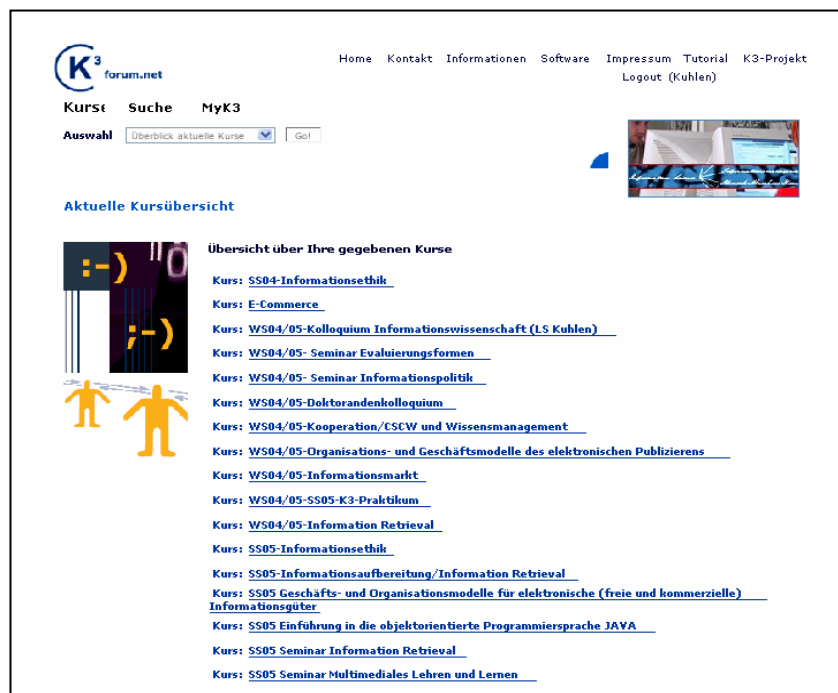 K3 forum.net
Home Kontakt Informationen Software Impressum Tutorial K3-Projekt
Logout (Kuhlen)
Kurse Suche MyK3
Auswahl Überblick aktuelle Kurse Go!
Aktuelle Kursübersicht
:-)
;-)
Übersicht über Ihre gegebenen Kurse
Kurs: SS04-Informationsethik
Kurs: E-Commerce
Kurs: WS04/05-Kolloquium Informationswissenschaft (LS Kuhlen)
Kurs: WS04/05- Seminar Evaluierungsformen
Kurs: WS04/05- Seminar Informationspolitik
Kurs: WS04/05-Doktorandenkolloquium
Kurs: WS04/05-Kooperation/CSCW und Wissensmanagement
Kurs: WS04/05-Organisations- und Geschäftsmodelle des elektronischen Publizierens
Kurs: WS04/05-Informationsmarkt
Kurs: WS04/05-SS05-K3-Praktikum
Kurs: WS04/05-Information Retrieval
Kurs: SS05-Informationsethik
Kurs: SS05-Informationsaufbereitung/Information Retrieval
Kurs: SS05 Geschäfts- und Organisationsmodelle für elektronische (freie und kommerzielle)
Informationsgüter
Kurs: SS05 Einführung in die objektorientierte Programmiersprache JAVA
Kurs: SS05 Seminar Information Retrieval
Kurs: SS05 Seminar Multimediales Lehren und Lernen